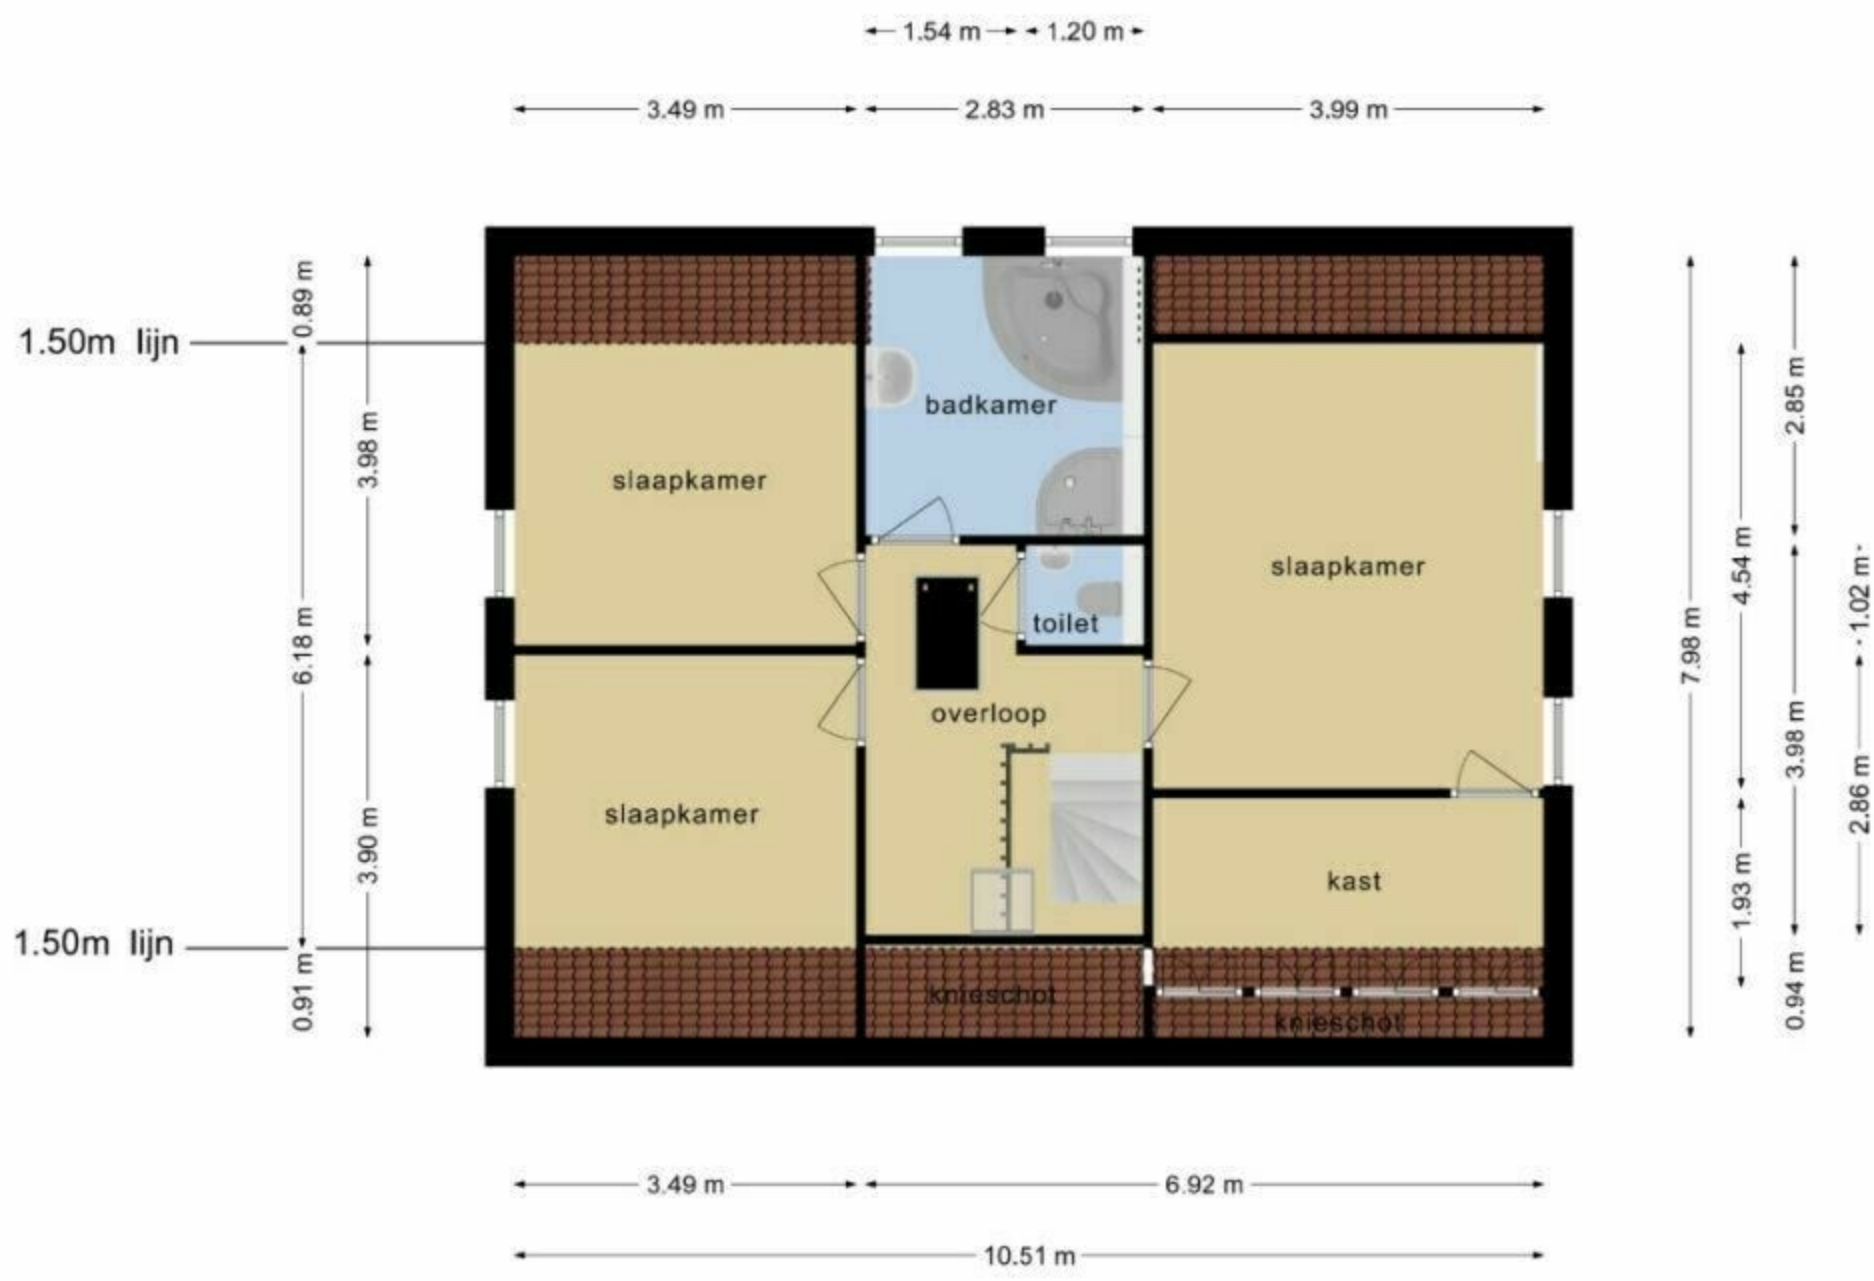 1.54 m
1.20 m
3.49 m
2.83 m
3.99 m
0.89 m
1.50m lijn
3.98 m
6.18 m
3.90 m
1.50m lijn
0.91 m
badkamer
slaapkamer
slaapkamer
toilet
overloop
slaapkamer
kast
knieschot
knieschot
2.85 m
4.54 m
1.02 m
7.98 m
3.98 m
2.86 m
1.93 m
0.94 m
3.49 m
6.92 m
10.51 m